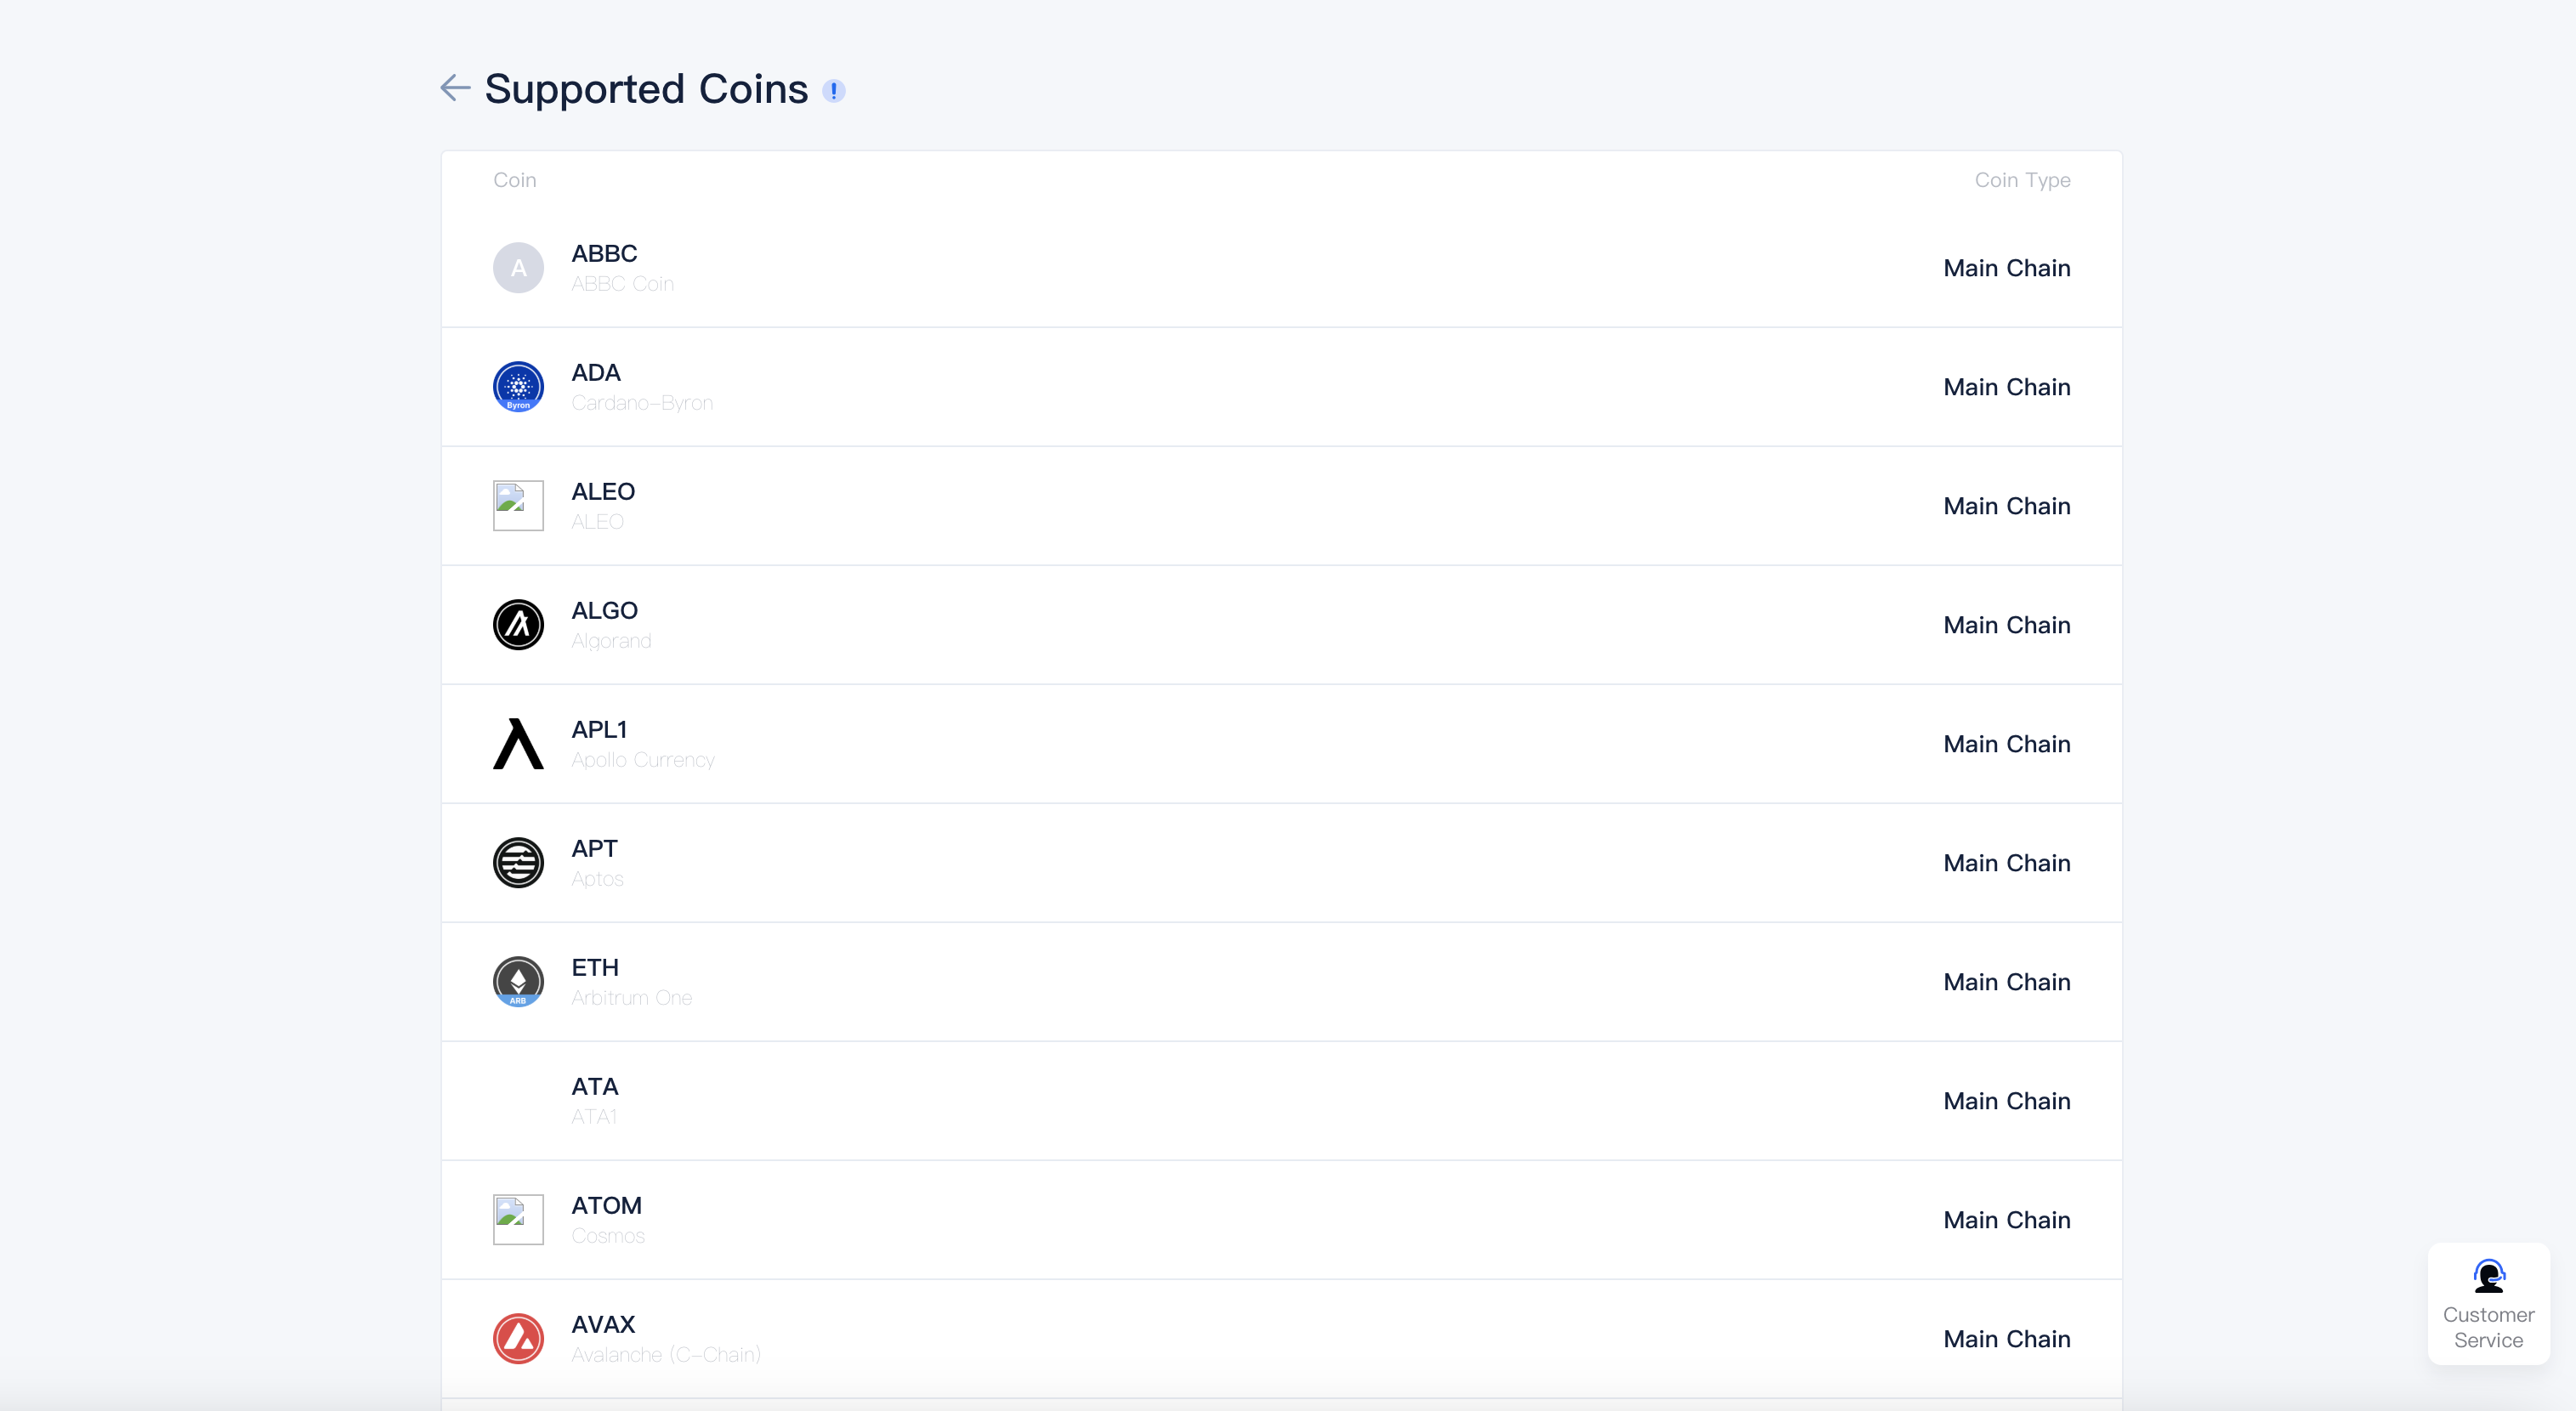 Supported Coins
Coin
Coin Type
A
ABBC
ABBC Coin
Main Chain
Byron
ADA
Cardano-Byron
Main Chain
ALEO
ALEO
Main Chain
ALGO
Algorand
Main Chain
APL1
Apollo Currency
Main Chain
APT
Aptos
Main Chain
ARB
ETH
Arbitrum One
Main Chain
ATA
ATA1
Main Chain
ATOM
Cosmos
Main Chain
AVAX
Avalanche (C-Chain)
Main Chain
Customer
Service